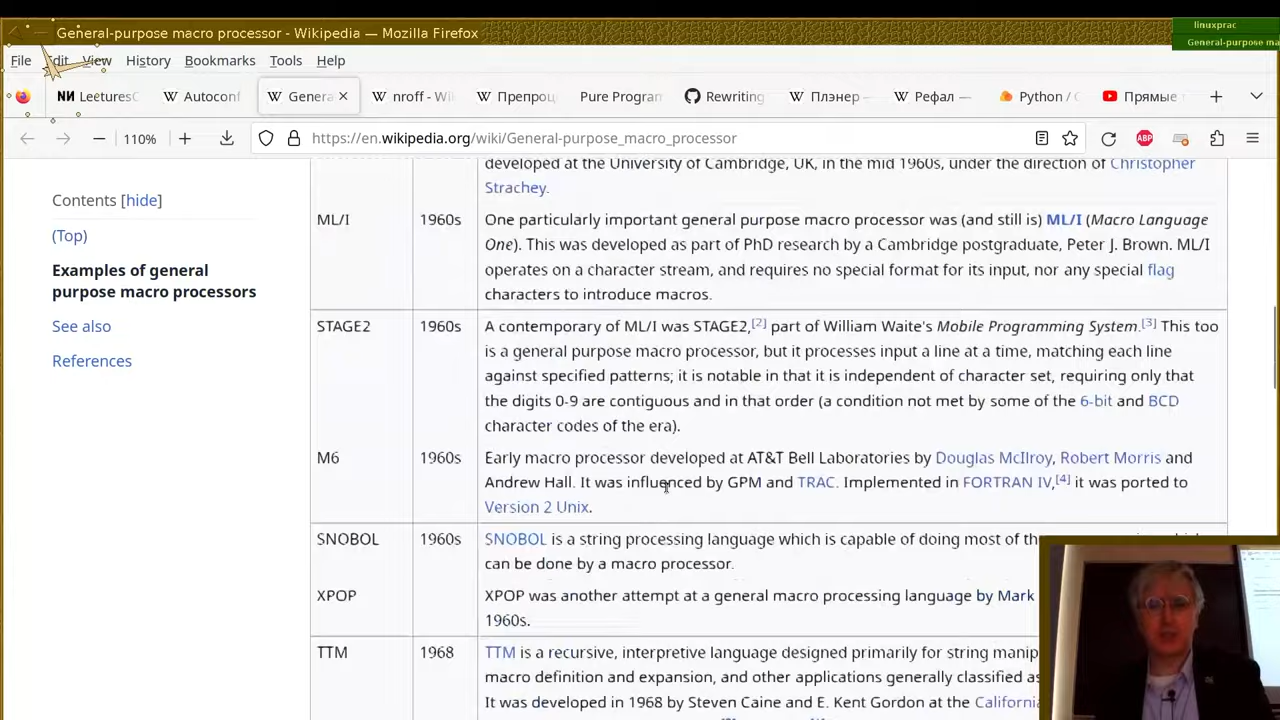 linuxprac
General-purpose macro processor - Wikipedia — Mozilla Firefox
General-purpose ma
File Edit View History Bookmarks Tools Help
LecturesC Autoconf Genera nroff - Wi Препроц Pure Progran Rewriting Плэнер — Рефал — Python / C Прямые
110% https://en.wikipedia.org/wiki/General-purpose_macro_processor ABP
Contents [hide]
(Top)
Examples of general
purpose macro processors
See also
References
developed at the University of Cambridge, UK, in the mid 1960s, under the direction of Christopher
Strachey.
ML/I 1960s One particularly important general purpose macro processor was (and still is) ML/I (Macro Language
One). This was developed as part of PhD research by a Cambridge postgraduate, Peter J. Brown. ML/I
operates on a character stream, and requires no special format for its input, nor any special flag
characters to introduce macros.
STAGE2 1960s A contemporary of ML/I was STAGE2,[2] part of William Waite's Mobile Programming System.[3] This too
is a general purpose macro processor, but it processes input a line at a time, matching each line
against specified patterns; it is notable in that it is independent of character set, requiring only that
the digits 0-9 are contiguous and in that order (a condition not met by some of the 6-bit and BCD
character codes of the era).
M6 1960s Early macro processor developed at AT&T Bell Laboratories by Douglas McIlroy, Robert Morris and
Andrew Hall. It was influenced by GPM and TRAC. Implemented in FORTRAN IV,[4] it was ported to
Version 2 Unix.
SNOBOL 1960s SNOBOL is a string processing language which is capable of doing most of the
can be done by a macro processor.
XPOP XPOP was another attempt at a general macro processing language by Mark
1960s.
TTM 1968 TTM is a recursive, interpretive language designed primarily for string manip
macro definition and expansion, and other applications generally classified as
It was developed in 1968 by Steven Caine and E. Kent Gordon at the California